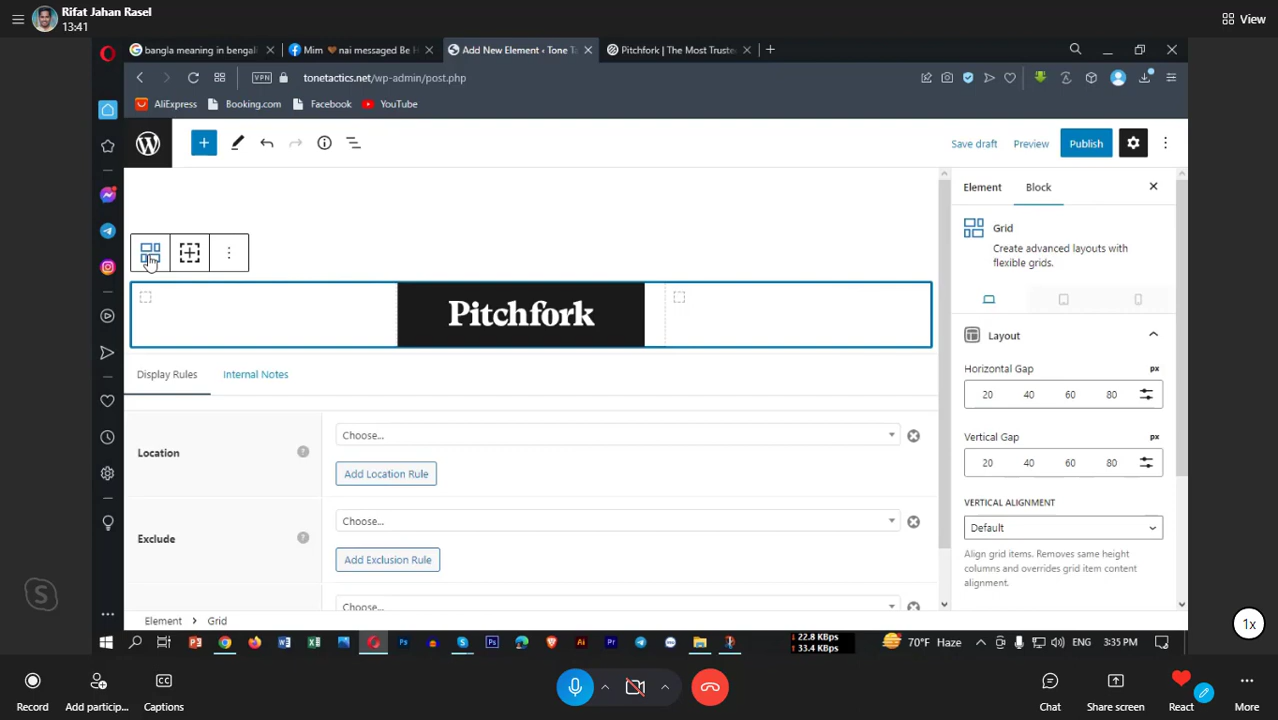 Rifat Jahan Rasel
13:41
View
bangla meaning in bengali
Mim nai messaged Be H
Add New Element ‹ Tone Ta
Pitchfork | The Most Truste
VPN
tonetactics.net/wp-admin/post.php
AliExpress
Booking.com
Facebook
YouTube
Save draft
Preview
Publish
Element
Block
Grid
Create advanced layouts with
flexible grids.
Pitchfork
Layout
Horizontal Gap
px
20 40 60 80
Vertical Gap
px
20 40 60 80
VERTICAL ALIGNMENT
Default
Align grid items. Removes same height
columns and overrides grid item content
alignment.
Display Rules
Internal Notes
Location
Choose...
Add Location Rule
Exclude
Choose...
Add Exclusion Rule
Choose...
Element > Grid
1x
22.8 KBps
33.4 KBps
70°F Haze
ENG
3:35 PM
Record
Add particip...
Captions
Chat
Share screen
React
More